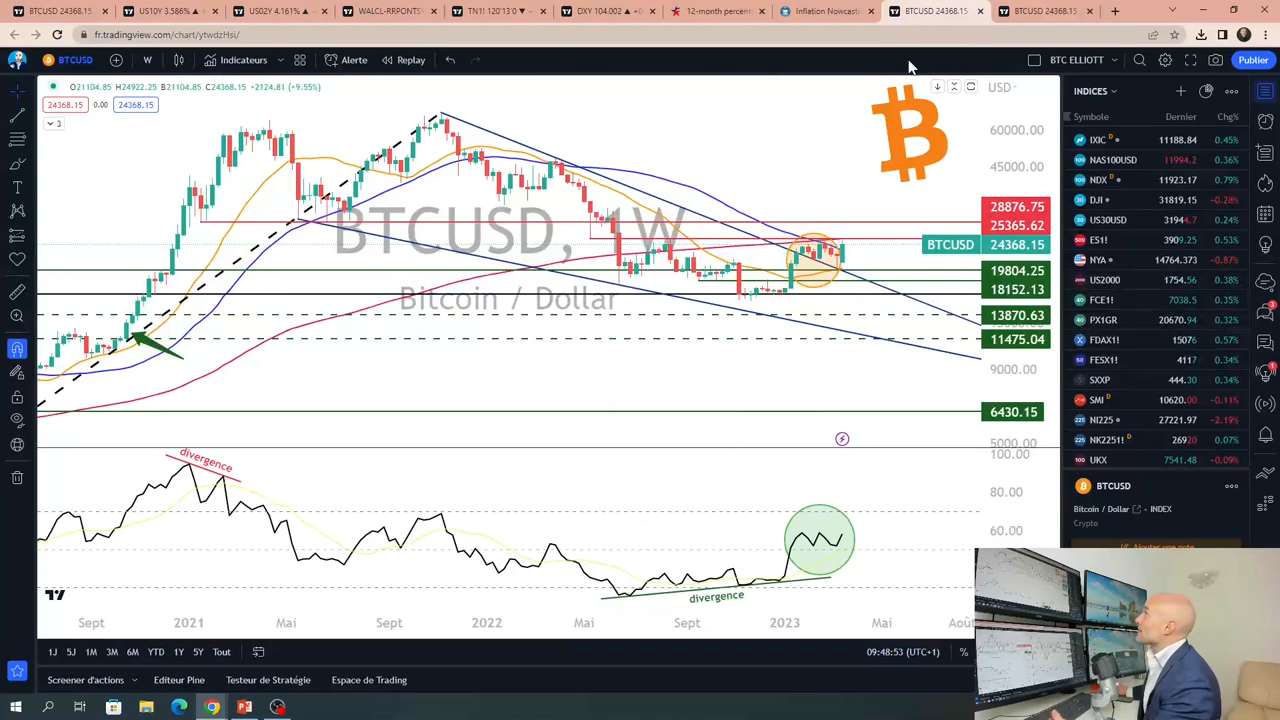 BTCUSD 24368.15
US10Y 3.586%
US02Y 4.161%
WALCL-RRPONTS
TN1! 120'13'0
DXY 104.002
12-month percenta
Inflation Nowcastin
BTCUSD 24368.15
BTCUSD 24368.15
fr.tradingview.com/chart/ytwdzHsi/
BTCUSD
W
Indicateurs
Alerte
Replay
BTC ELLIOTT
Publier
O21104.85 H24922.25 B21104.85 C24368.15 +2124.81 (+9.55%)
24368.15 0.00 24368.15
3
USD
60000.00
45000.00
28876.75
25365.62
BTCUSD 24368.15
19804.25
18152.13
13870.63
11475.04
9000.00
6430.15
5000.00
BTCUSD, 1W
Bitcoin / Dollar
100.00
80.00
60.00
divergence
divergence
Sept 2021 Mai Sept 2022 Mai Sept 2023 Mai Août
1J 5J 1M 3M 6M YTD 1Y 5Y Tout
09:48:53 (UTC+1)
%
Screener d'actions
Editeur Pine
Testeur de Stratégie
Espace de Trading
INDICES
Symbole Dernier Chg%
IXIC D 11188.84 0.45%
NAS100USD 11994.2 0.36%
NDX D 11923.17 0.79%
DJI 31819.15 -0.28%
US30USD 31944.7 0.24%
ES1! 3909.25 0.53%
NYA 14764.373 -0.87%
US2000 1754.56 0.38%
FCE1! 7038.5 0.35%
PX1GR 20670.94 0.32%
FDAX1! 15076 0.57%
FESX1! 4117 0.34%
SXXP 444.30 0.34%
SMI D 10620.00 -0.11%
NI225 27221.97 -2.19%
NK2251! D 26920 0.07%
UKX 7541.48 -0.09%
BTCUSD
Bitcoin / Dollar INDEX
Crypto
Ajouter une note